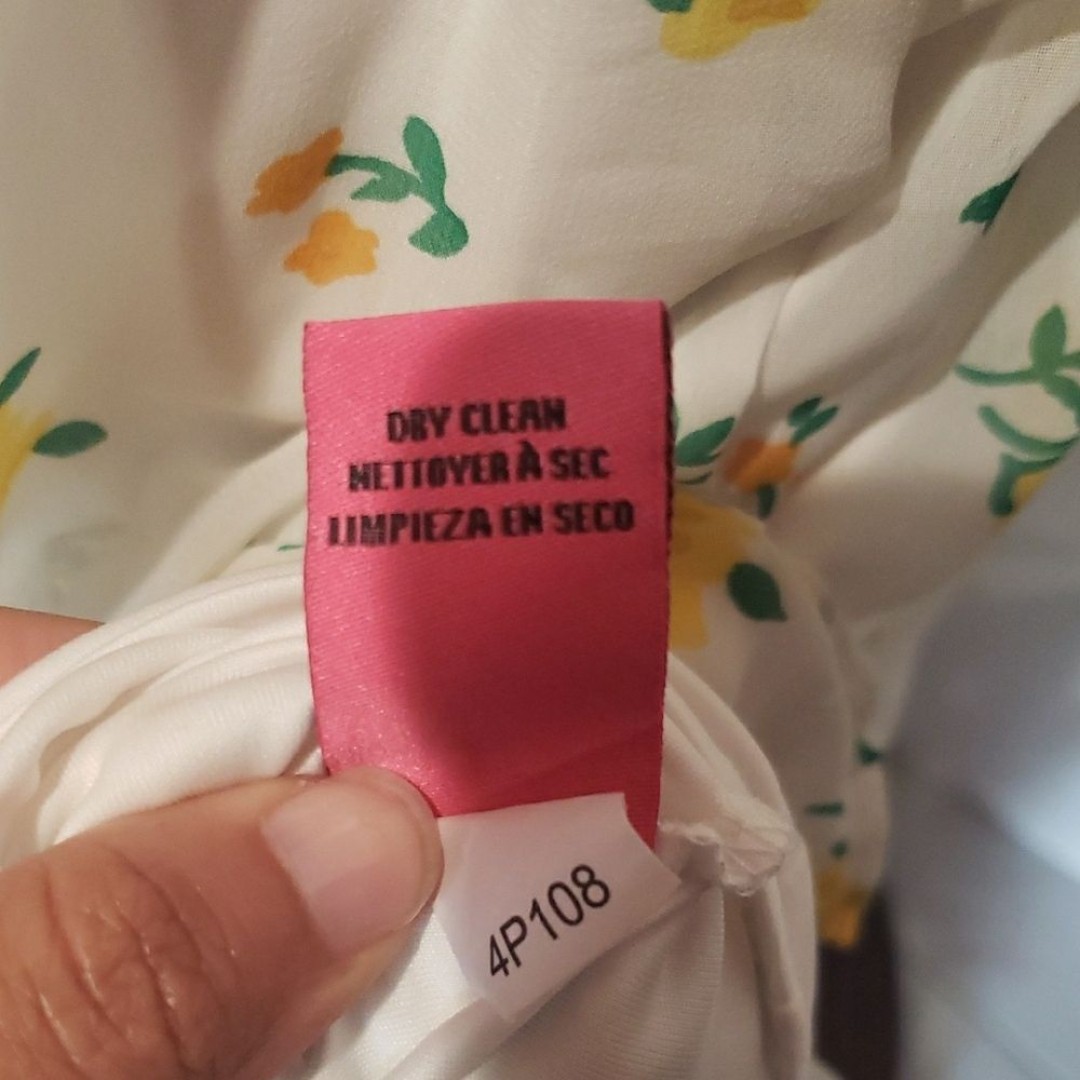 DRY CLEAN
NETTOYER À SEC
LIMPIEZA EN SECO
4P108